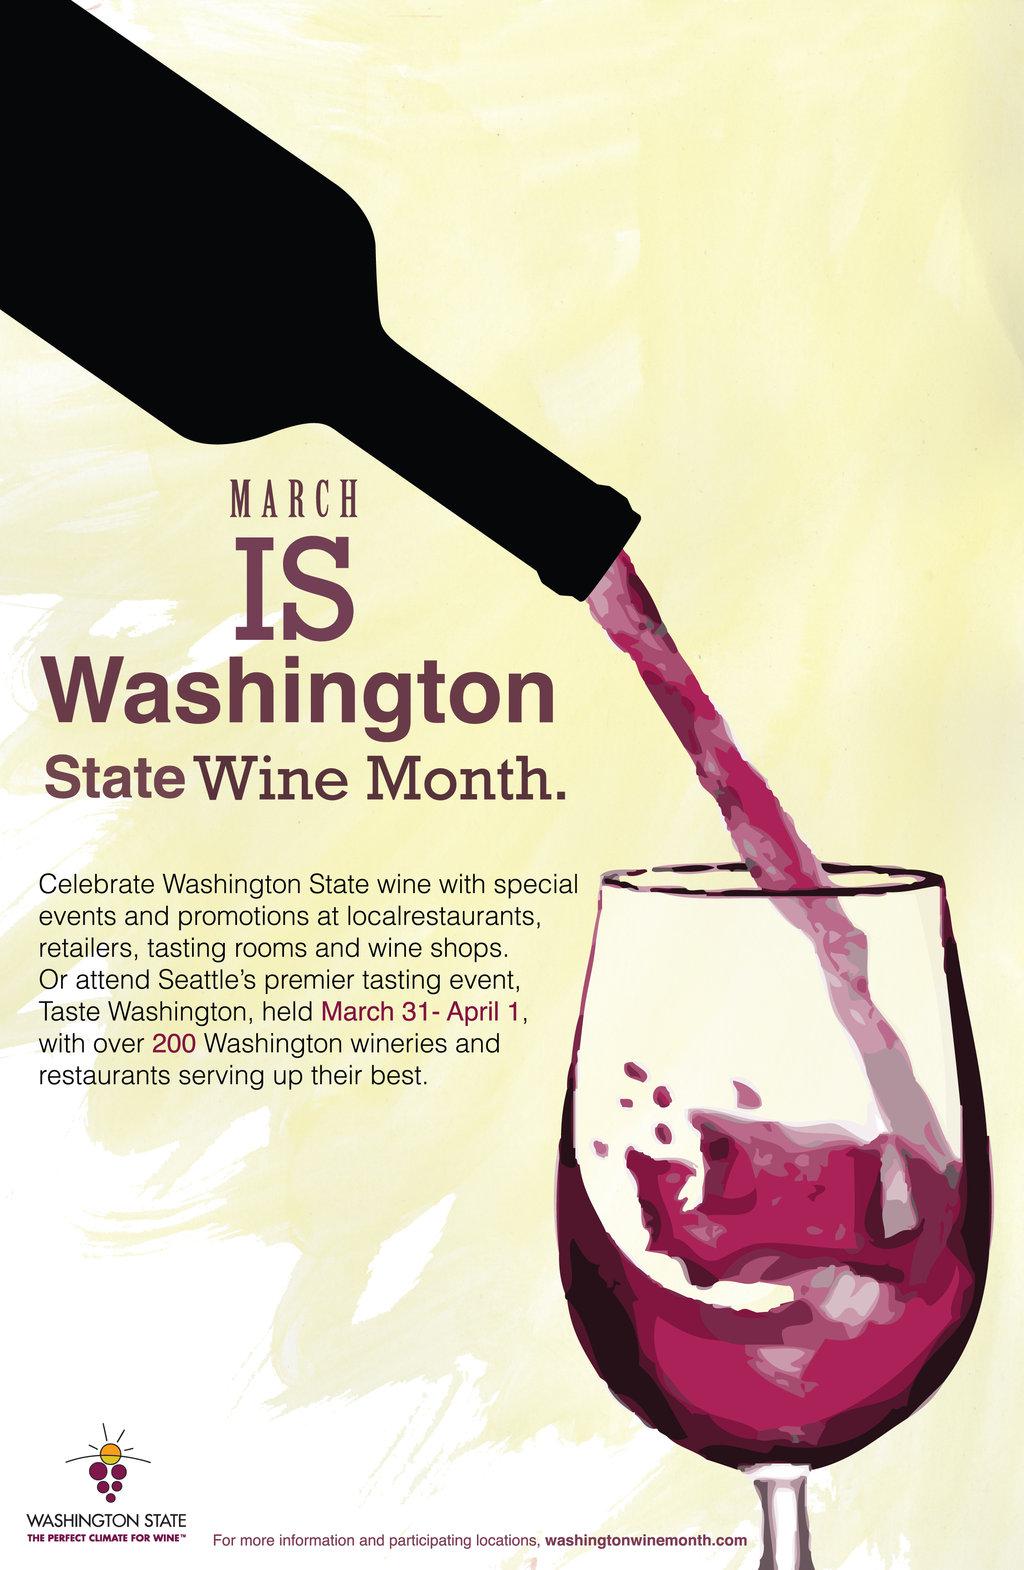 MARCH
IS
Washington
State Wine Month.
Celebrate Washington State wine with special
events and promotions at localrestaurants,
retailers, tasting rooms and wine shops.
Or attend Seattle's premier tasting event,
Taste Washington, held March 31- April 1,
with over 200 Washington wineries and
restaurants serving up their best.
WASHINGTON STATE
THE PERFECT CLIMATE FOR WINE™
For more information and participating locations, washingtonwinemonth.com